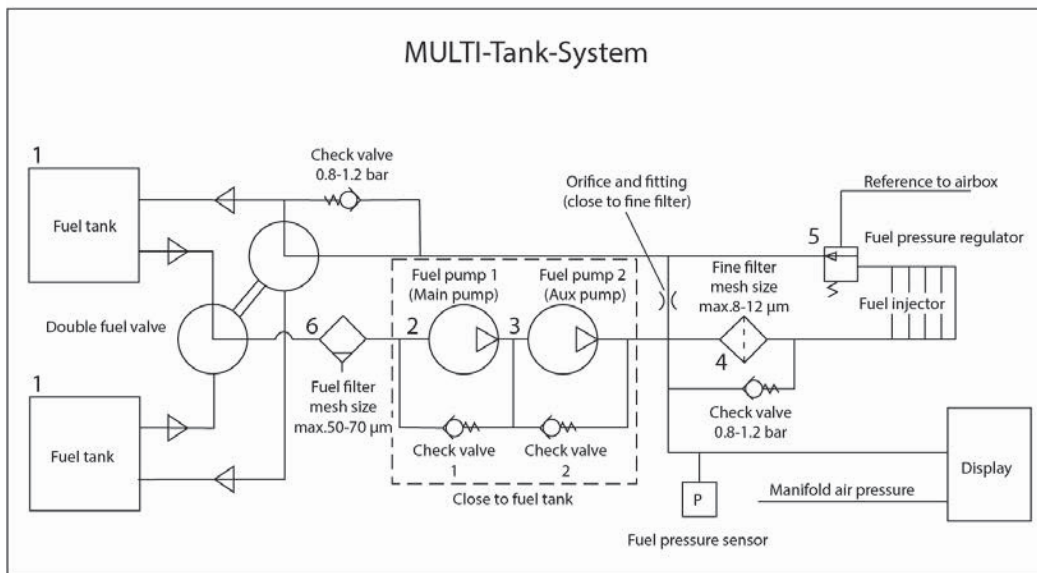 MULTI-Tank-System
1
Fuel tank
Check valve
0.8-1.2 bar
Orifice and fitting
(close to fine filter)
Reference to airbox
5
Fuel pressure regulator
Fuel pump 1
(Main pump)
Fuel pump 2
(Aux pump)
Fine filter
mesh size
max.8-12 µm
Fuel injector
Double fuel valve
6
2
3
4
Fuel filter
mesh size
max.50-70 µm
Check valve
1
Check valve
2
Close to fuel tank
Check valve
0.8-1.2 bar
1
Fuel tank
Display
Manifold air pressure
P
Fuel pressure sensor